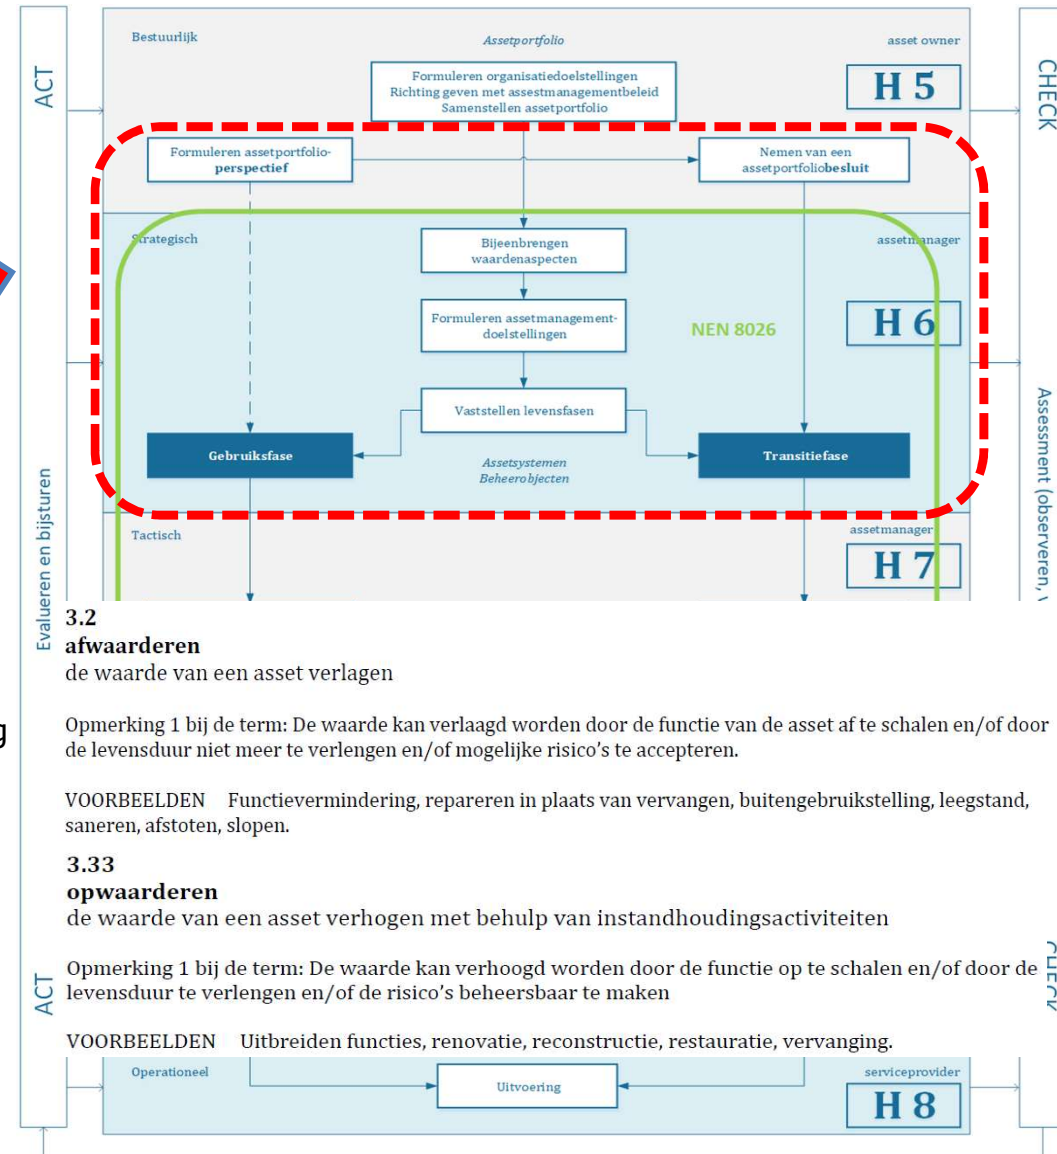 ACT
CHECK
Bestuurlijk
Assetportfolio
asset owner
Formuleren organisatiedoelstellingen
Richting geven met assestmanagementbeleid
Samenstellen assetportfolio
H 5
Formuleren assetportfolio-
perspectief
Nemen van een
assetportfoliobesluit
Strategisch
assetmanager
Bijeenbrengen
waardenaspecten
Formuleren assetmanagement-
doelstellingen
NEN 8026
H 6
Vaststellen levensfasen
Gebruiksfase
Assetsystemen
Beheerobjecten
Transitiefase
Evalueren en bijsturen
Assessment (observeren,
Tactisch
assetmanager
H 7
3.2
afwaarderen
de waarde van een asset verlagen
g
Opmerking 1 bij de term: De waarde kan verlaagd worden door de functie van de asset af te schalen en/of door
de levensduur niet meer te verlengen en/of mogelijke risico's te accepteren.
VOORBEELDEN Functievermindering, repareren in plaats van vervangen, buitengebruikstelling, leegstand,
saneren, afstoten, slopen.
3.33
opwaarderen
de waarde van een asset verhogen met behulp van instandhoudingsactiviteiten
Opmerking 1 bij de term: De waarde kan verhoogd worden door de functie op te schalen en/of door de
levensduur te verlengen en/of de risico's beheersbaar te maken
VOORBEELDEN Uitbreiden functies, renovatie, reconstructie, restauratie, vervanging.
ACT
CHECK
Operationeel
Uitvoering
serviceprovider
H 8